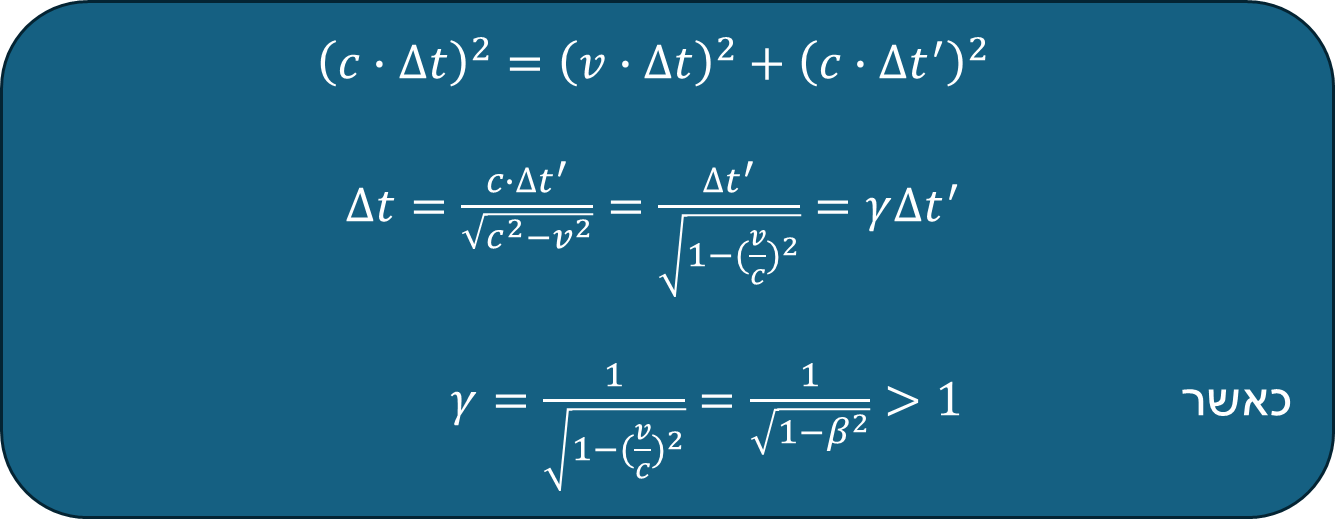 (c · Δt)² = (v · Δt)² + (c · Δt′)²
Δt = c·Δt′/√(c²−v²) = Δt′/√(1−(v/c)²) = γΔt′
כאשר γ = 1/√(1−(v/c)²) = 1/√(1−β²) > 1